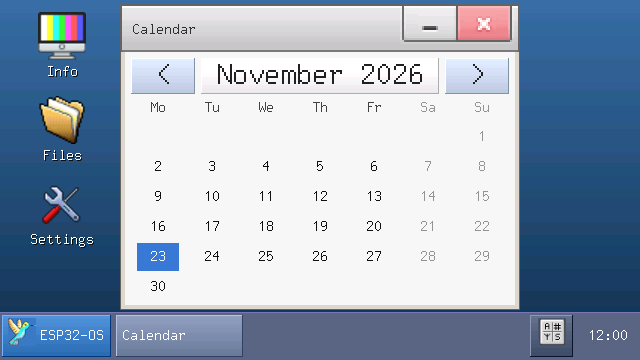 Info
Files
Settings
Calendar
November 2026
Mo Tu We Th Fr Sa Su
1
2 3 4 5 6 7 8
9 10 11 12 13 14 15
16 17 18 19 20 21 22
23 24 25 26 27 28 29
30
ESP32-OS Calendar A# TS 12:00